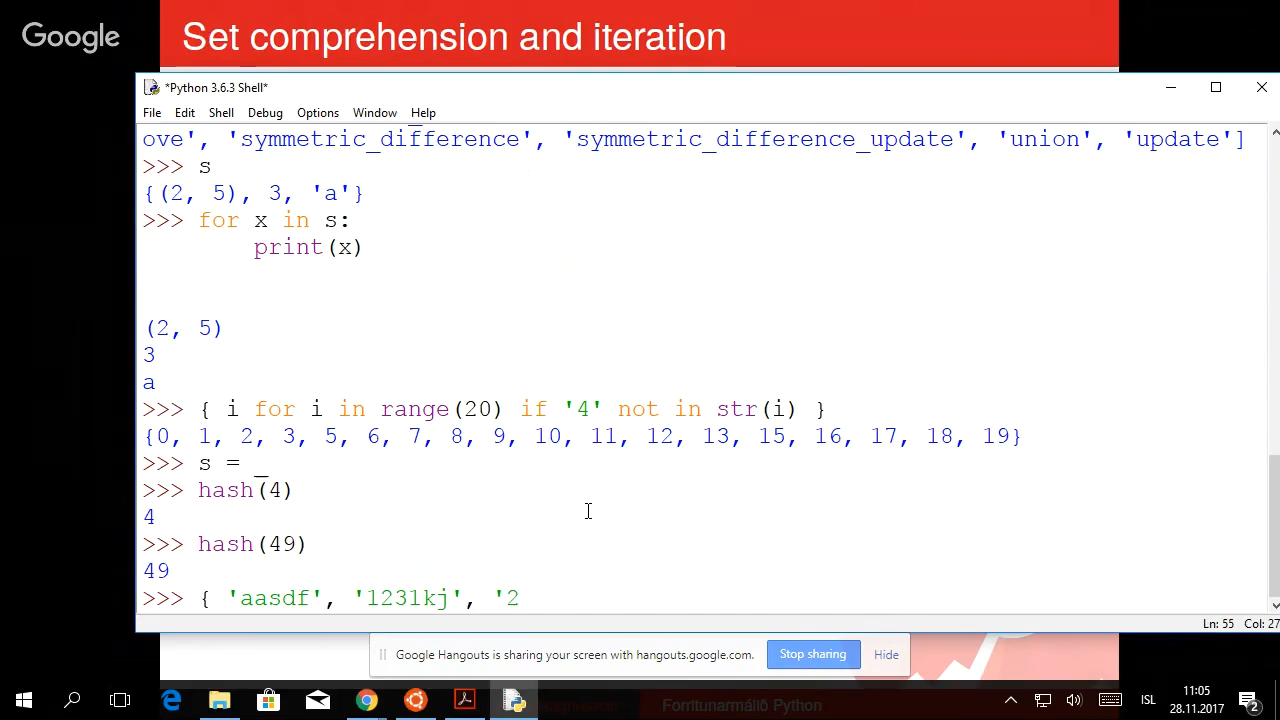 Google
Set comprehension and iteration
*Python 3.6.3 Shell*
File Edit Shell Debug Options Window Help
ove', 'symmetric_difference', 'symmetric_difference_update', 'union', 'update']
>>> s
{(2, 5), 3, 'a'}
>>> for x in s:
print(x)
(2, 5)
3
a
>>> { i for i in range(20) if '4' not in str(i) }
{0, 1, 2, 3, 5, 6, 7, 8, 9, 10, 11, 12, 13, 15, 16, 17, 18, 19}
>>> s = _
>>> hash(4)
4
>>> hash(49)
49
>>> { 'aasdf', '1231kj', '2
Ln: 55 Col: 27
Google Hangouts is sharing your screen with hangouts.google.com. Stop sharing Hide
Forritunarmálið Python
ISL
11:05
28.11.2017
2